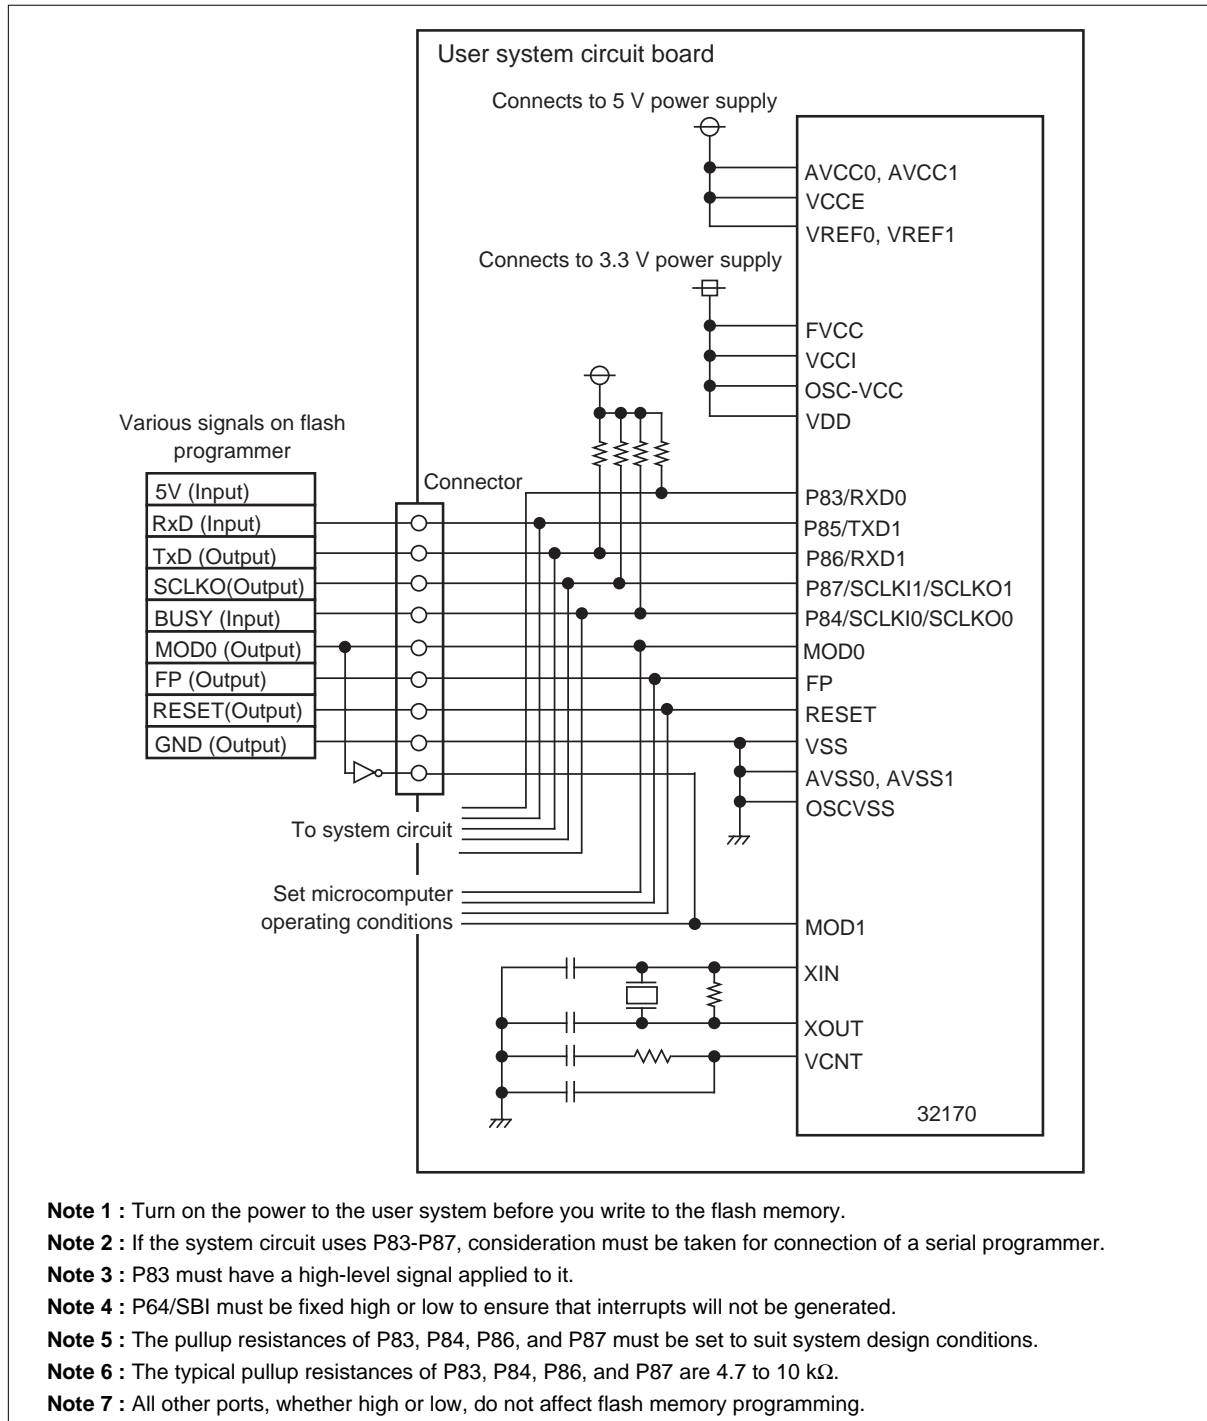 User system circuit board
Connects to 5 V power supply
AVCC0, AVCC1
VCCE
VREF0, VREF1
Connects to 3.3 V power supply
FVCC
VCCI
OSC-VCC
VDD
Various signals on flash
programmer
5V (Input)
RxD (Input)
TxD (Output)
SCLKO(Output)
BUSY (Input)
MOD0 (Output)
FP (Output)
RESET(Output)
GND (Output)
Connector
P83/RXD0
P85/TXD1
P86/RXD1
P87/SCLKI1/SCLKO1
P84/SCLKI0/SCLKO0
MOD0
FP
RESET
VSS
AVSS0, AVSS1
OSCVSS
To system circuit
Set microcomputer
operating conditions
MOD1
XIN
XOUT
VCNT
32170
Note 1 : Turn on the power to the user system before you write to the flash memory.
Note 2 : If the system circuit uses P83-P87, consideration must be taken for connection of a serial programmer.
Note 3 : P83 must have a high-level signal applied to it.
Note 4 : P64/SBI must be fixed high or low to ensure that interrupts will not be generated.
Note 5 : The pullup resistances of P83, P84, P86, and P87 must be set to suit system design conditions.
Note 6 : The typical pullup resistances of P83, P84, P86, and P87 are 4.7 to 10 kΩ.
Note 7 : All other ports, whether high or low, do not affect flash memory programming.